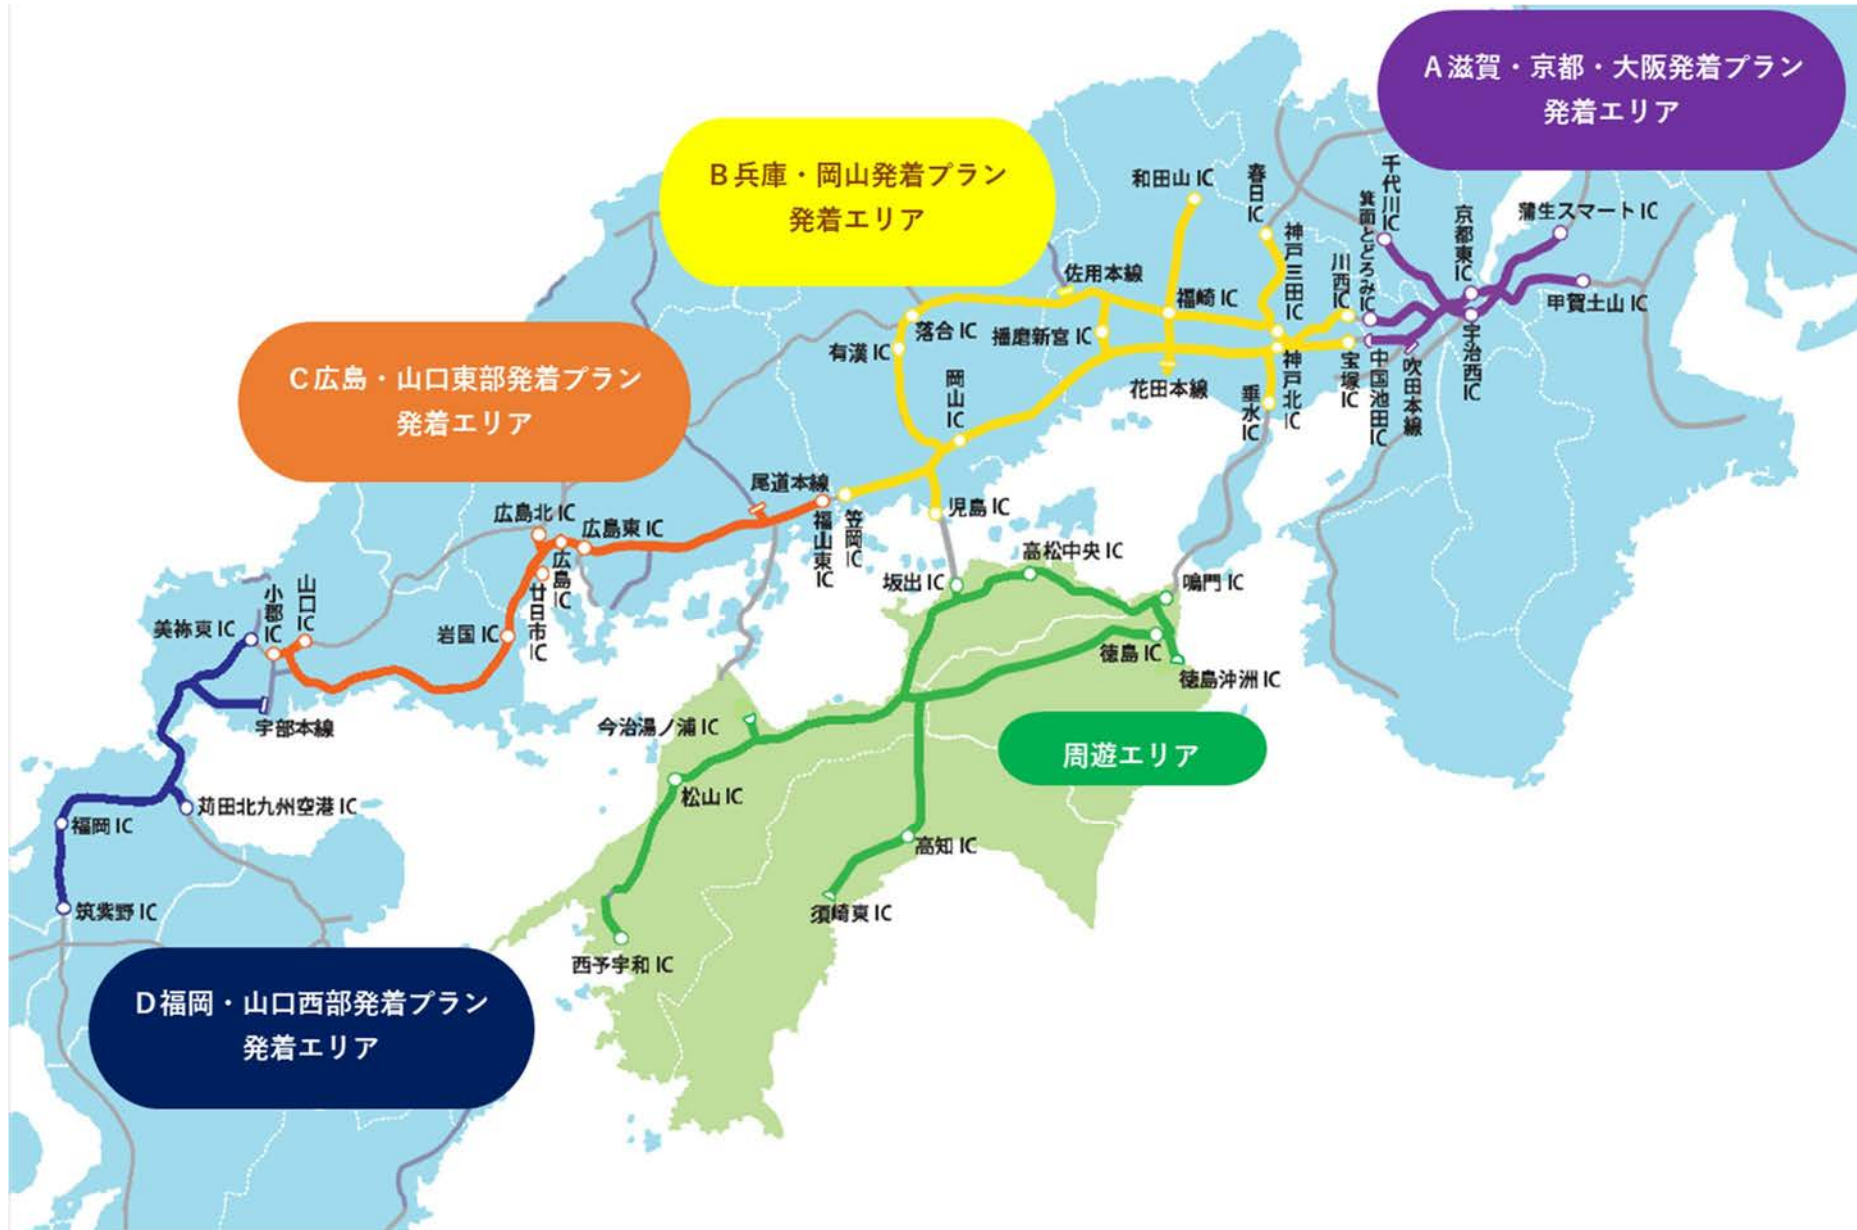 A滋賀・京都・大阪発着プラン
発着エリア
B兵庫・岡山発着プラン
発着エリア
C広島・山口東部発着プラン
発着エリア
D福岡・山口西部発着プラン
発着エリア
周遊エリア
千代川IC
箕面とどろみIC
京都東IC
蒲生スマートIC
甲賀土山IC
宇治西IC
吹田本線
中国池田IC
宝塚IC
川西IC
神戸三田IC
春日IC
和田山IC
佐用本線
福崎IC
播磨新宮IC
花田本線
神戸北IC
垂水IC
落合IC
有漢IC
岡山IC
児島IC
笠岡IC
福山東IC
尾道本線
広島東IC
広島北IC
広島IC
廿日市IC
岩国IC
山口IC
小郡IC
美祢東IC
宇部本線
苅田北九州空港IC
福岡IC
筑紫野IC
坂出IC
高松中央IC
鳴門IC
徳島IC
徳島沖洲IC
今治湯ノ浦IC
松山IC
高知IC
須崎東IC
西予宇和IC